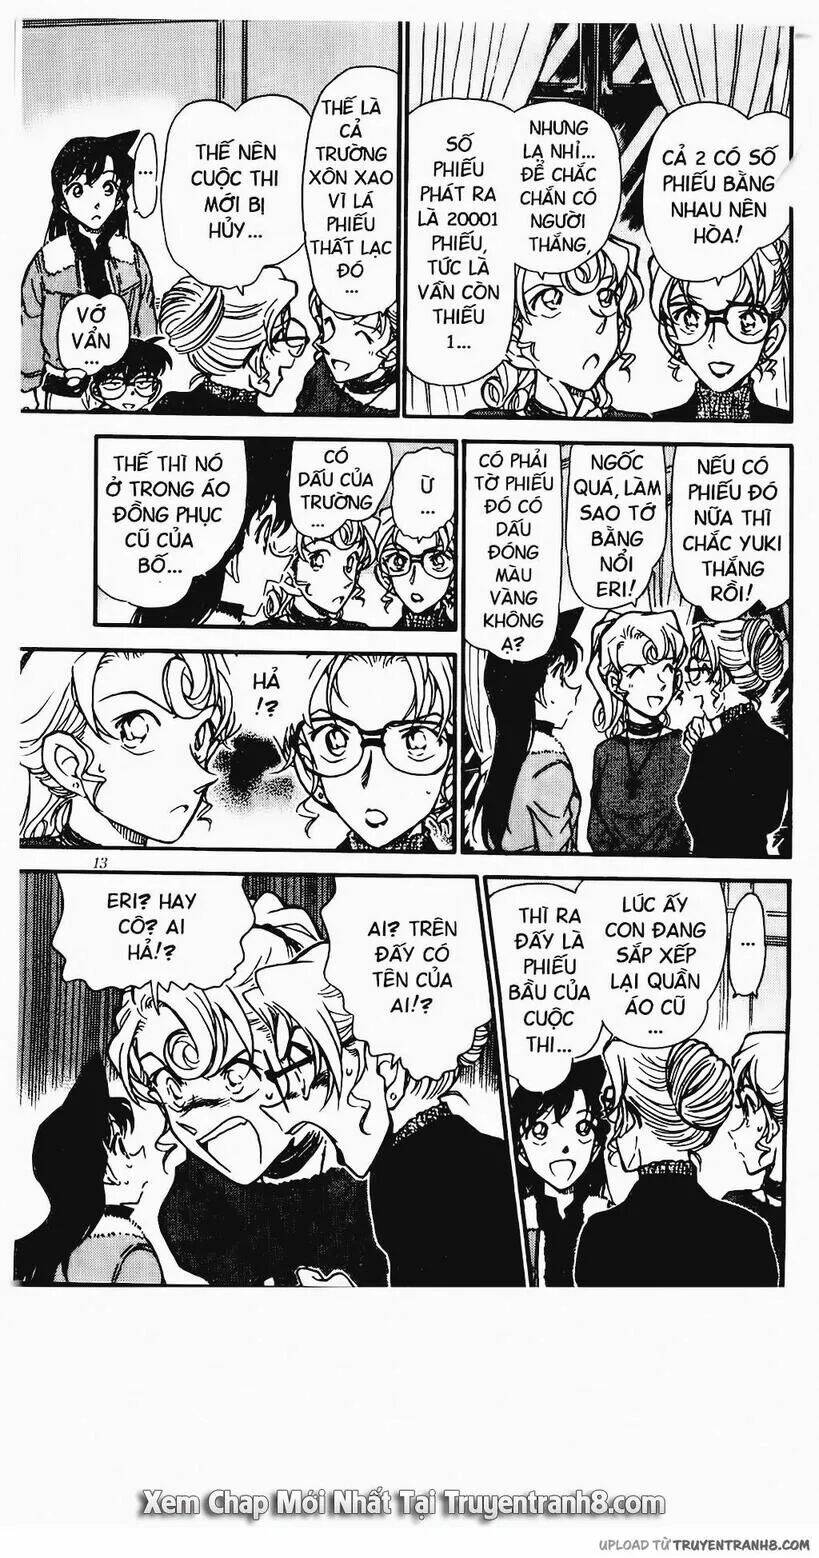 CẢ 2 CÓ SỐ
PHIẾU BẰNG
NHAU NÊN
HÒA!
NHƯNG
LẠ NHỈ...
ĐỂ CHẮC
CHẮN CÓ
NGƯỜI
THẮNG,
SỐ
PHIẾU
PHÁT RA
LÀ 20001
PHIẾU,
TỨC LÀ
VẪN CÒN
THIẾU
1...
THẾ LÀ
CẢ
TRƯỜNG
XÔN XAO
VÌ LÁ
PHIẾU
THẤT LẠC
ĐÓ
...
THẾ NÊN
CUỘC THI
MỚI BỊ
HỦY...
...
VỚ
VẨN
...
NẾU CÓ
PHIẾU ĐÓ
NỮA THÌ
CHẮC YUKI
THẮNG
RỒI!
NGỐC
QUÁ, LÀM
SAO TỚ
BẰNG
NỔI
ERI!
CÓ PHẢI
TỜ PHIẾU
ĐÓ CÓ
DẤU
ĐÓNG
MÀU
VÀNG
KHÔNG
Ạ?
Ừ
...
CÓ
DẤU CỦA
TRƯỜNG
...
THẾ THÌ NÓ
Ở TRONG ÁO
ĐỒNG PHỤC
CŨ CỦA
BỐ...
HẢ
!?
13
...
LÚC ẤY
CON ĐANG
SẮP XẾP
LẠI QUẦN
ÁO CŨ
...
THÌ RA
ĐẤY LÀ
PHIẾU
BẦU CỦA
CUỘC
THI...
AI? TRÊN
ĐẤY CÓ
TÊN CỦA
AI!?
ERI? HAY
CÔ? AI
HẢ!?
Xem Chap Mới Nhất Tại Truyentranh8.com
UPLOAD TỪ TRUYENTRANH8.COM